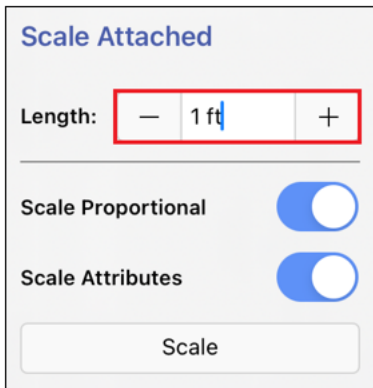 Scale Attached
Length: — 1 ft +
Scale Proportional
Scale Attributes
Scale